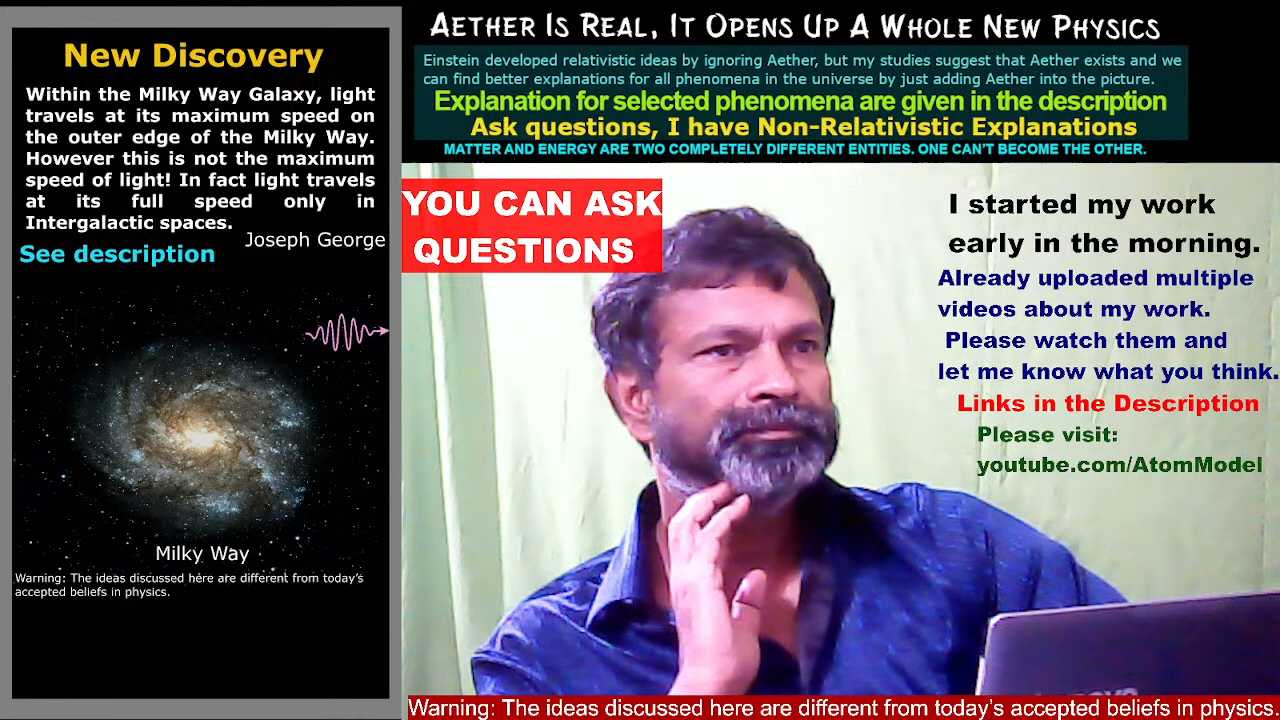 New Discovery
Within the Milky Way Galaxy, light
travels at its maximum speed on
the outer edge of the Milky Way.
However this is not the maximum
speed of light! In fact light travels
at its full speed only in
Intergalactic spaces.
Joseph George
See description
Milky Way
Warning: The ideas discussed here are different from today's
accepted beliefs in physics.
Aether Is Real, It Opens Up A Whole New Physics
Einstein developed relativistic ideas by ignoring Aether, but my studies suggest that Aether exists and we
can find better explanations for all phenomena in the universe by just adding Aether into the picture.
Explanation for selected phenomena are given in the description
Ask questions, I have Non-Relativistic Explanations
MATTER AND ENERGY ARE TWO COMPLETELY DIFFERENT ENTITIES. ONE CAN'T BECOME THE OTHER.
YOU CAN ASK
QUESTIONS
I started my work
early in the morning.
Already uploaded multiple
videos about my work.
Please watch them and
let me know what you think.
Links in the Description
Please visit:
youtube.com/AtomModel
Warning: The ideas discussed here are different from today's accepted beliefs in physics.